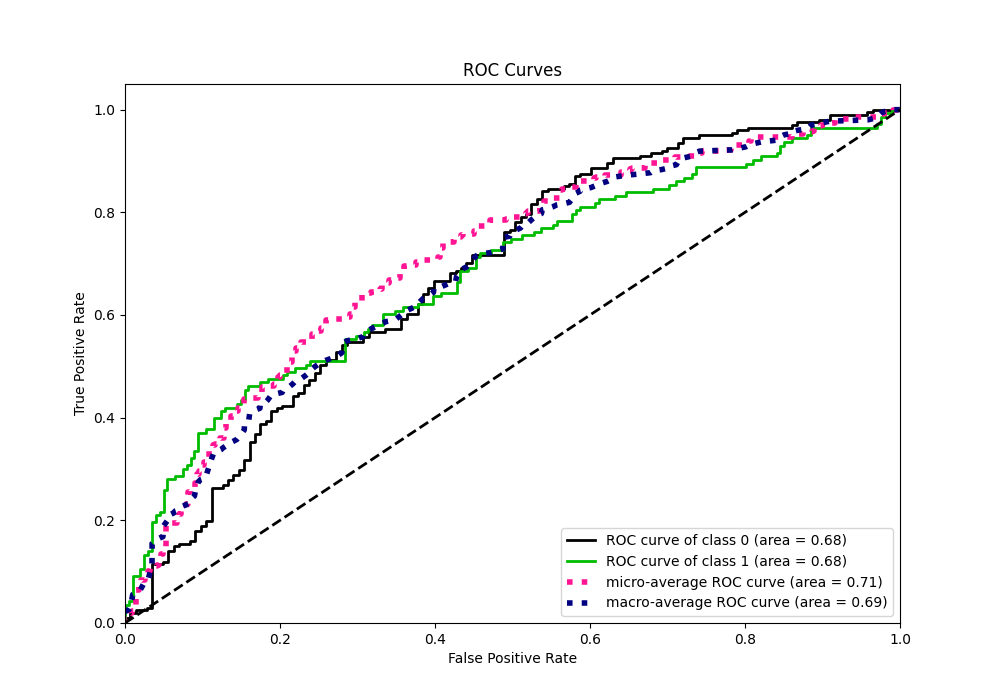 ROC Curves
True Positive Rate
1.0
0.8
0.6
0.4
0.2
0.0
0.0 0.2 0.4 0.6 0.8 1.0
False Positive Rate
ROC curve of class 0 (area = 0.68)
ROC curve of class 1 (area = 0.68)
micro-average ROC curve (area = 0.71)
macro-average ROC curve (area = 0.69)